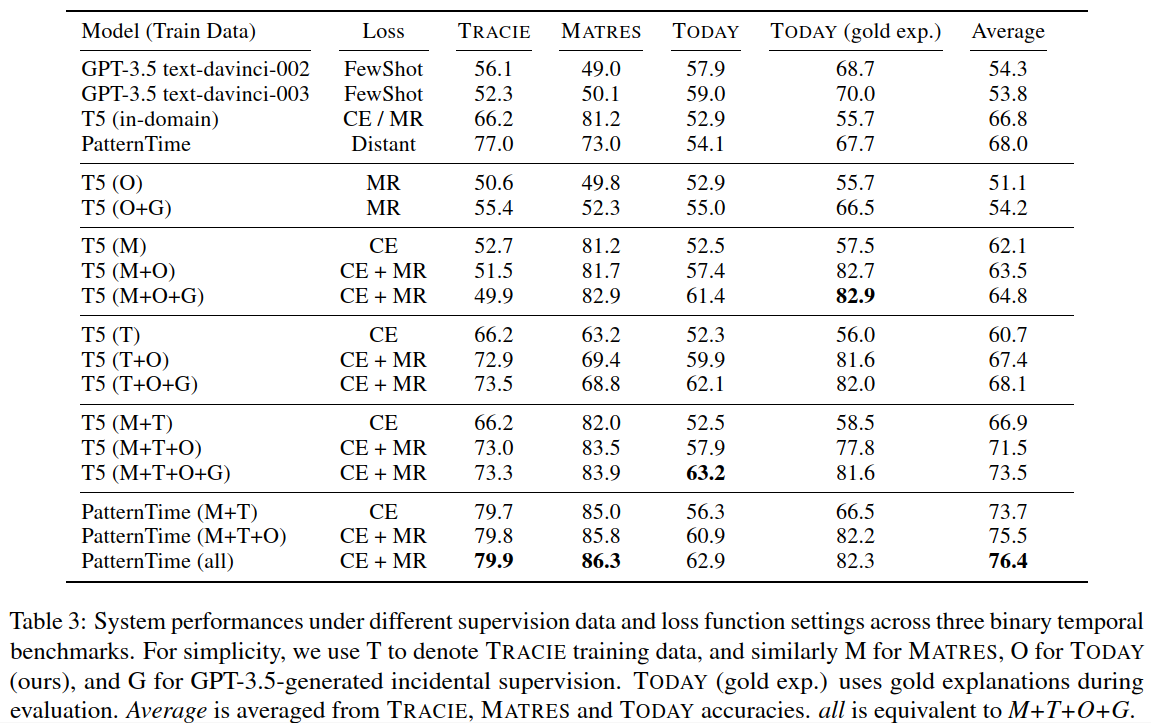 Model (Train Data) Loss TRACIE MATRES TODAY TODAY (gold exp.) Average
GPT-3.5 text-davinci-002 FewShot 56.1 49.0 57.9 68.7 54.3
GPT-3.5 text-davinci-003 FewShot 52.3 50.1 59.0 70.0 53.8
T5 (in-domain) CE / MR 66.2 81.2 52.9 55.7 66.8
PatternTime Distant 77.0 73.0 54.1 67.7 68.0
T5 (O) MR 50.6 49.8 52.9 55.7 51.1
T5 (O+G) MR 55.4 52.3 55.0 66.5 54.2
T5 (M) CE 52.7 81.2 52.5 57.5 62.1
T5 (M+O) CE + MR 51.5 81.7 57.4 82.7 63.5
T5 (M+O+G) CE + MR 49.9 82.9 61.4 82.9 64.8
T5 (T) CE 66.2 63.2 52.3 56.0 60.7
T5 (T+O) CE + MR 72.9 69.4 59.9 81.6 67.4
T5 (T+O+G) CE + MR 73.5 68.8 62.1 82.0 68.1
T5 (M+T) CE 66.2 82.0 52.5 58.5 66.9
T5 (M+T+O) CE + MR 73.0 83.5 57.9 77.8 71.5
T5 (M+T+O+G) CE + MR 73.3 83.9 63.2 81.6 73.5
PatternTime (M+T) CE 79.7 85.0 56.3 66.5 73.7
PatternTime (M+T+O) CE + MR 79.8 85.8 60.9 82.2 75.5
PatternTime (all) CE + MR 79.9 86.3 62.9 82.3 76.4
Table 3: System performances under different supervision data and loss function settings across three binary temporal
benchmarks. For simplicity, we use T to denote TRACIE training data, and similarly M for MATRES, O for TODAY
(ours), and G for GPT-3.5-generated incidental supervision. TODAY (gold exp.) uses gold explanations during
evaluation. Average is averaged from TRACIE, MATRES and TODAY accuracies. all is equivalent to M+T+O+G.